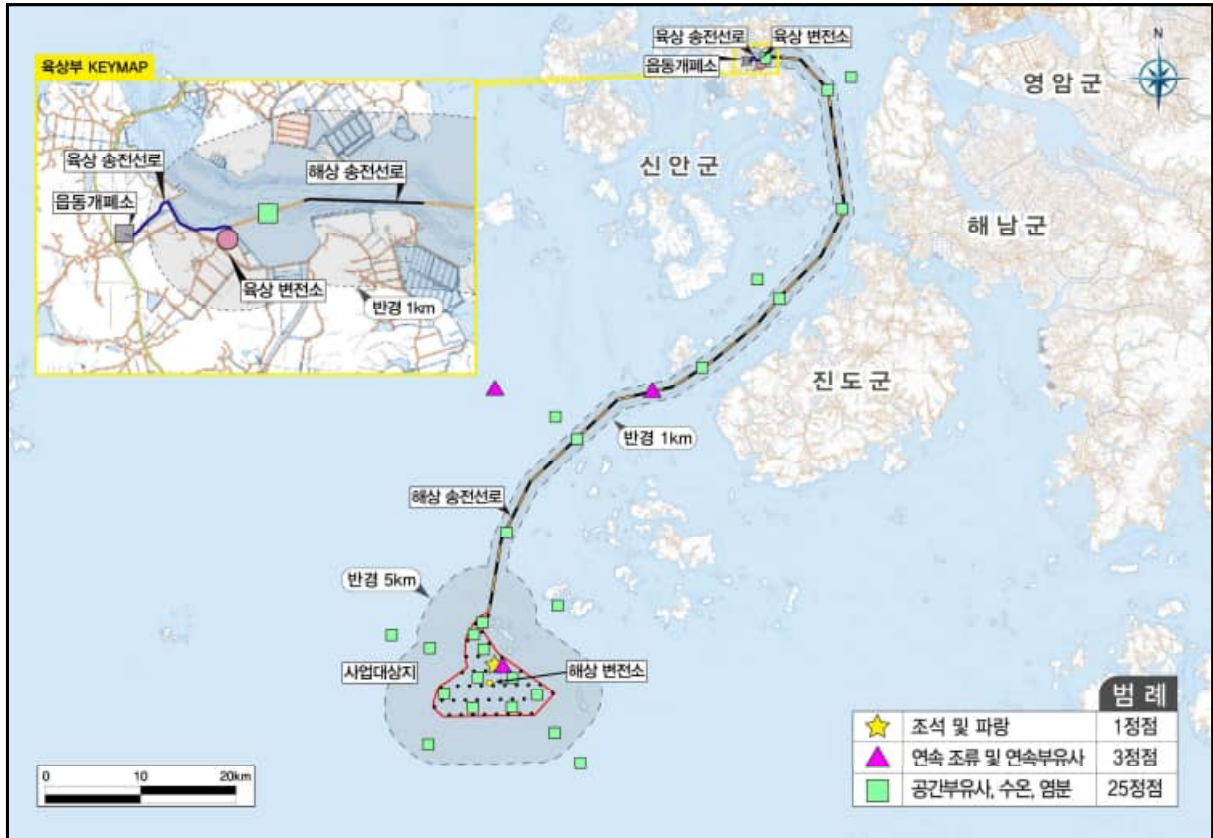 육상 송전선로
육상 변전소
읍동개폐소
N
영암군
육상부 KEYMAP
신안군
육상 송전선로
해상 송전선로
읍동개폐소
해남군
육상 변전소
반경 1km
진도군
반경 1km
해상 송전선로
반경 5km
사업대상지
해상 변전소
범 례
조석 및 파랑 1정점
연속 조류 및 연속부유사 3정점
공간부유사, 수온, 염분 25정점
0 10 20km